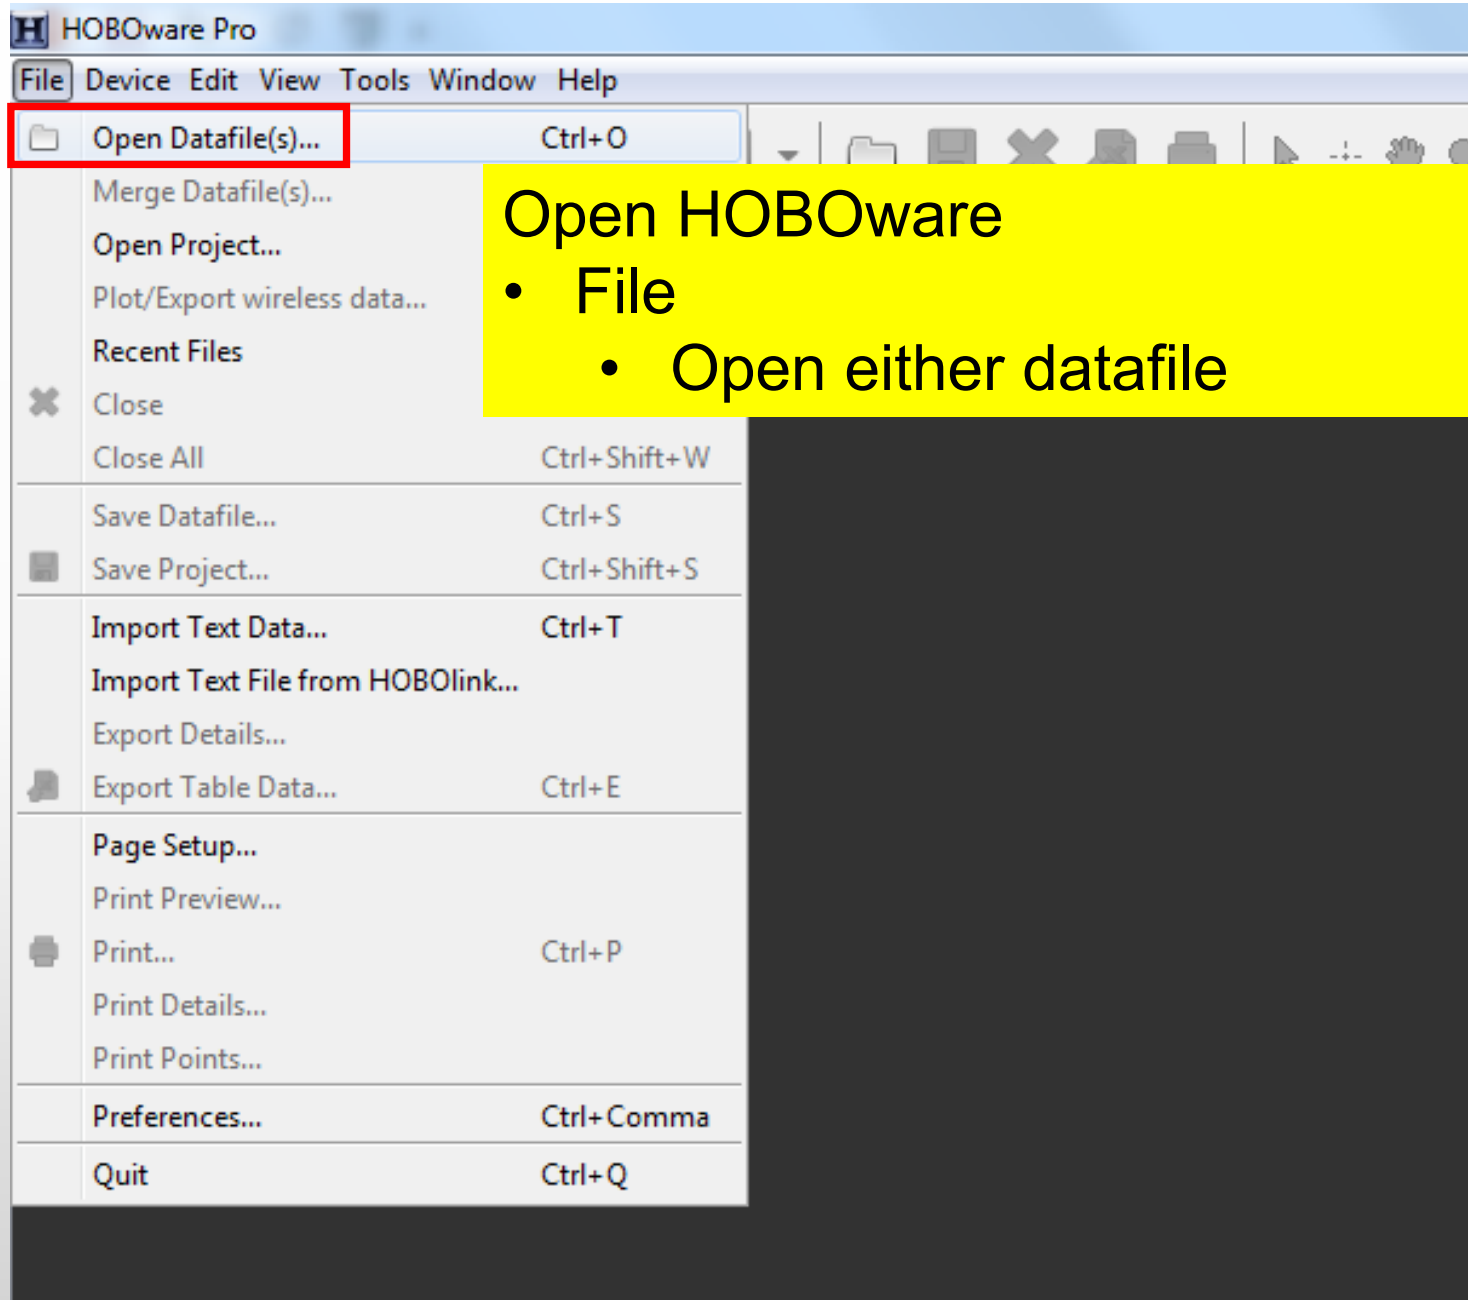 HOBOware Pro
File Device Edit View Tools Window Help
Open Datafile(s)... Ctrl+O
Merge Datafile(s)...
Open Project...
Plot/Export wireless data...
Recent Files
Close
Close All Ctrl+Shift+W
Save Datafile... Ctrl+S
Save Project... Ctrl+Shift+S
Import Text Data... Ctrl+T
Import Text File from HOBOlink...
Export Details...
Export Table Data... Ctrl+E
Page Setup...
Print Preview...
Print... Ctrl+P
Print Details...
Print Points...
Preferences... Ctrl+Comma
Quit Ctrl+Q
Open HOBOware
• File
• Open either datafile